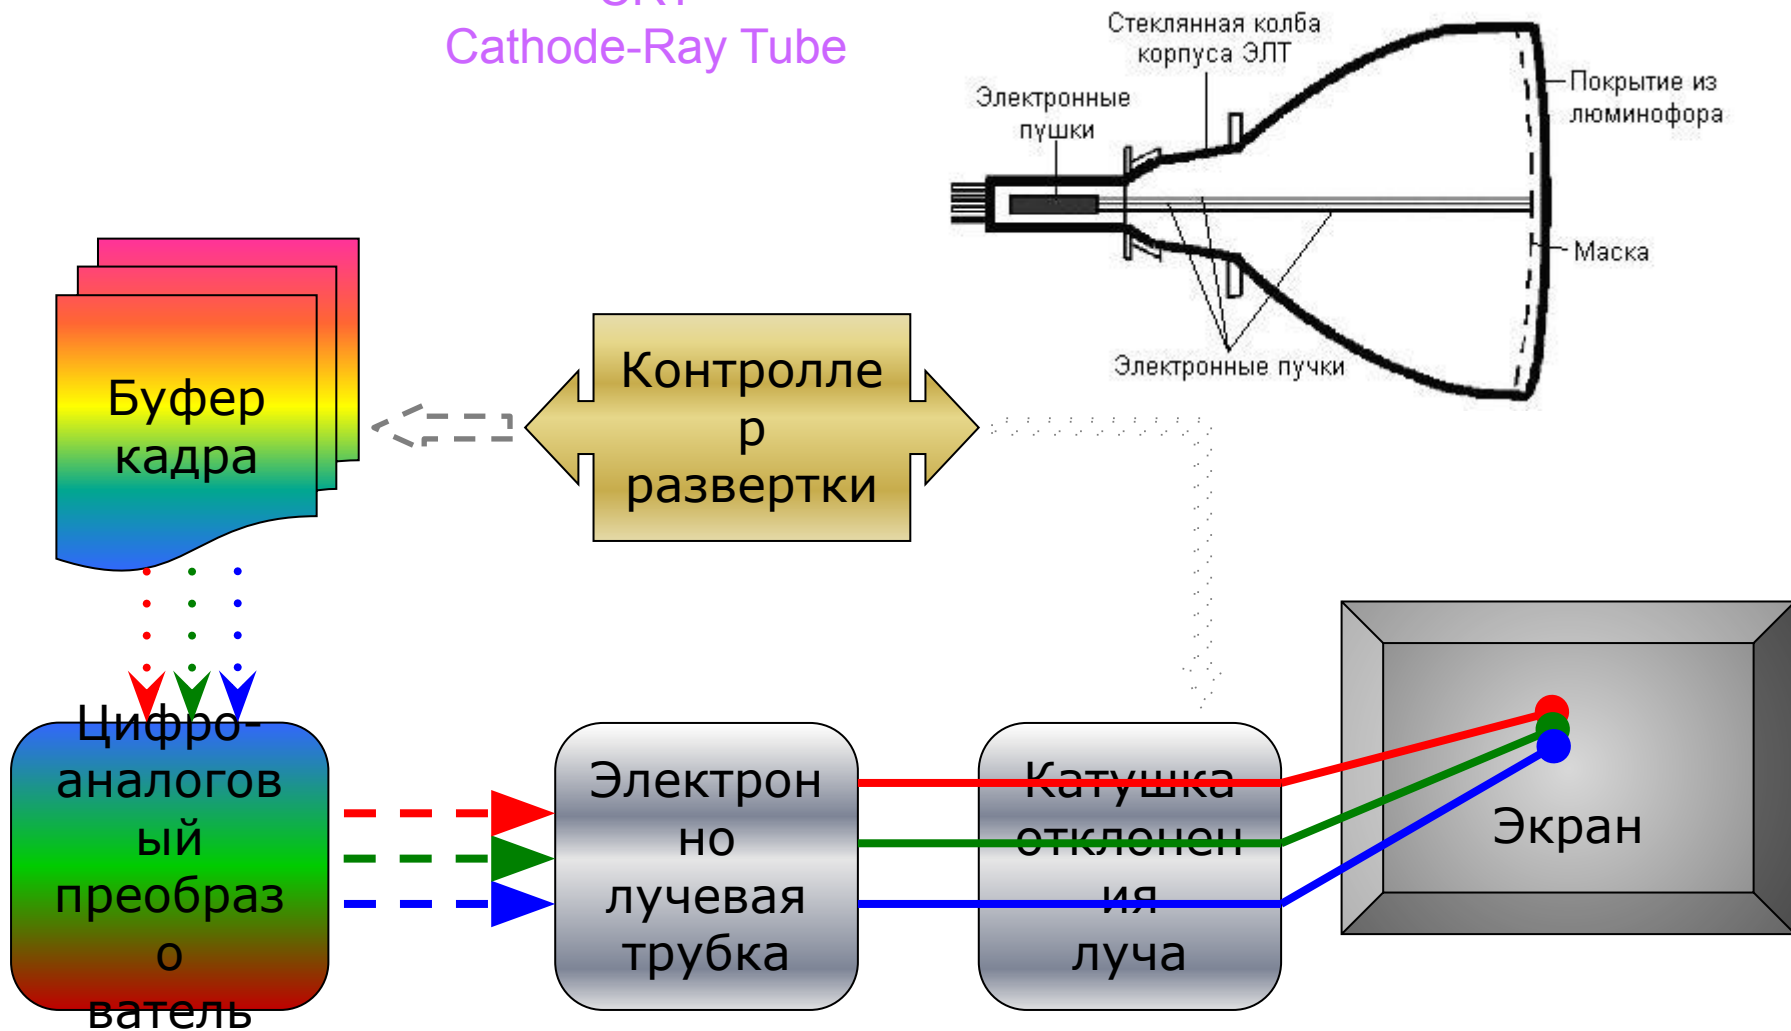 CRT
Cathode-Ray Tube
Стеклянная колба
корпуса ЭЛТ
Электронные
пушки
Покрытие из
люминофора
Маска
Электронные пучки
Буфер
кадра
Контролле
р
развертки
Цифро-
аналогов
ый
преобраз
о
ватель
Электрон
но
лучевая
трубка
Катушка
отклонен
ия
луча
Экран